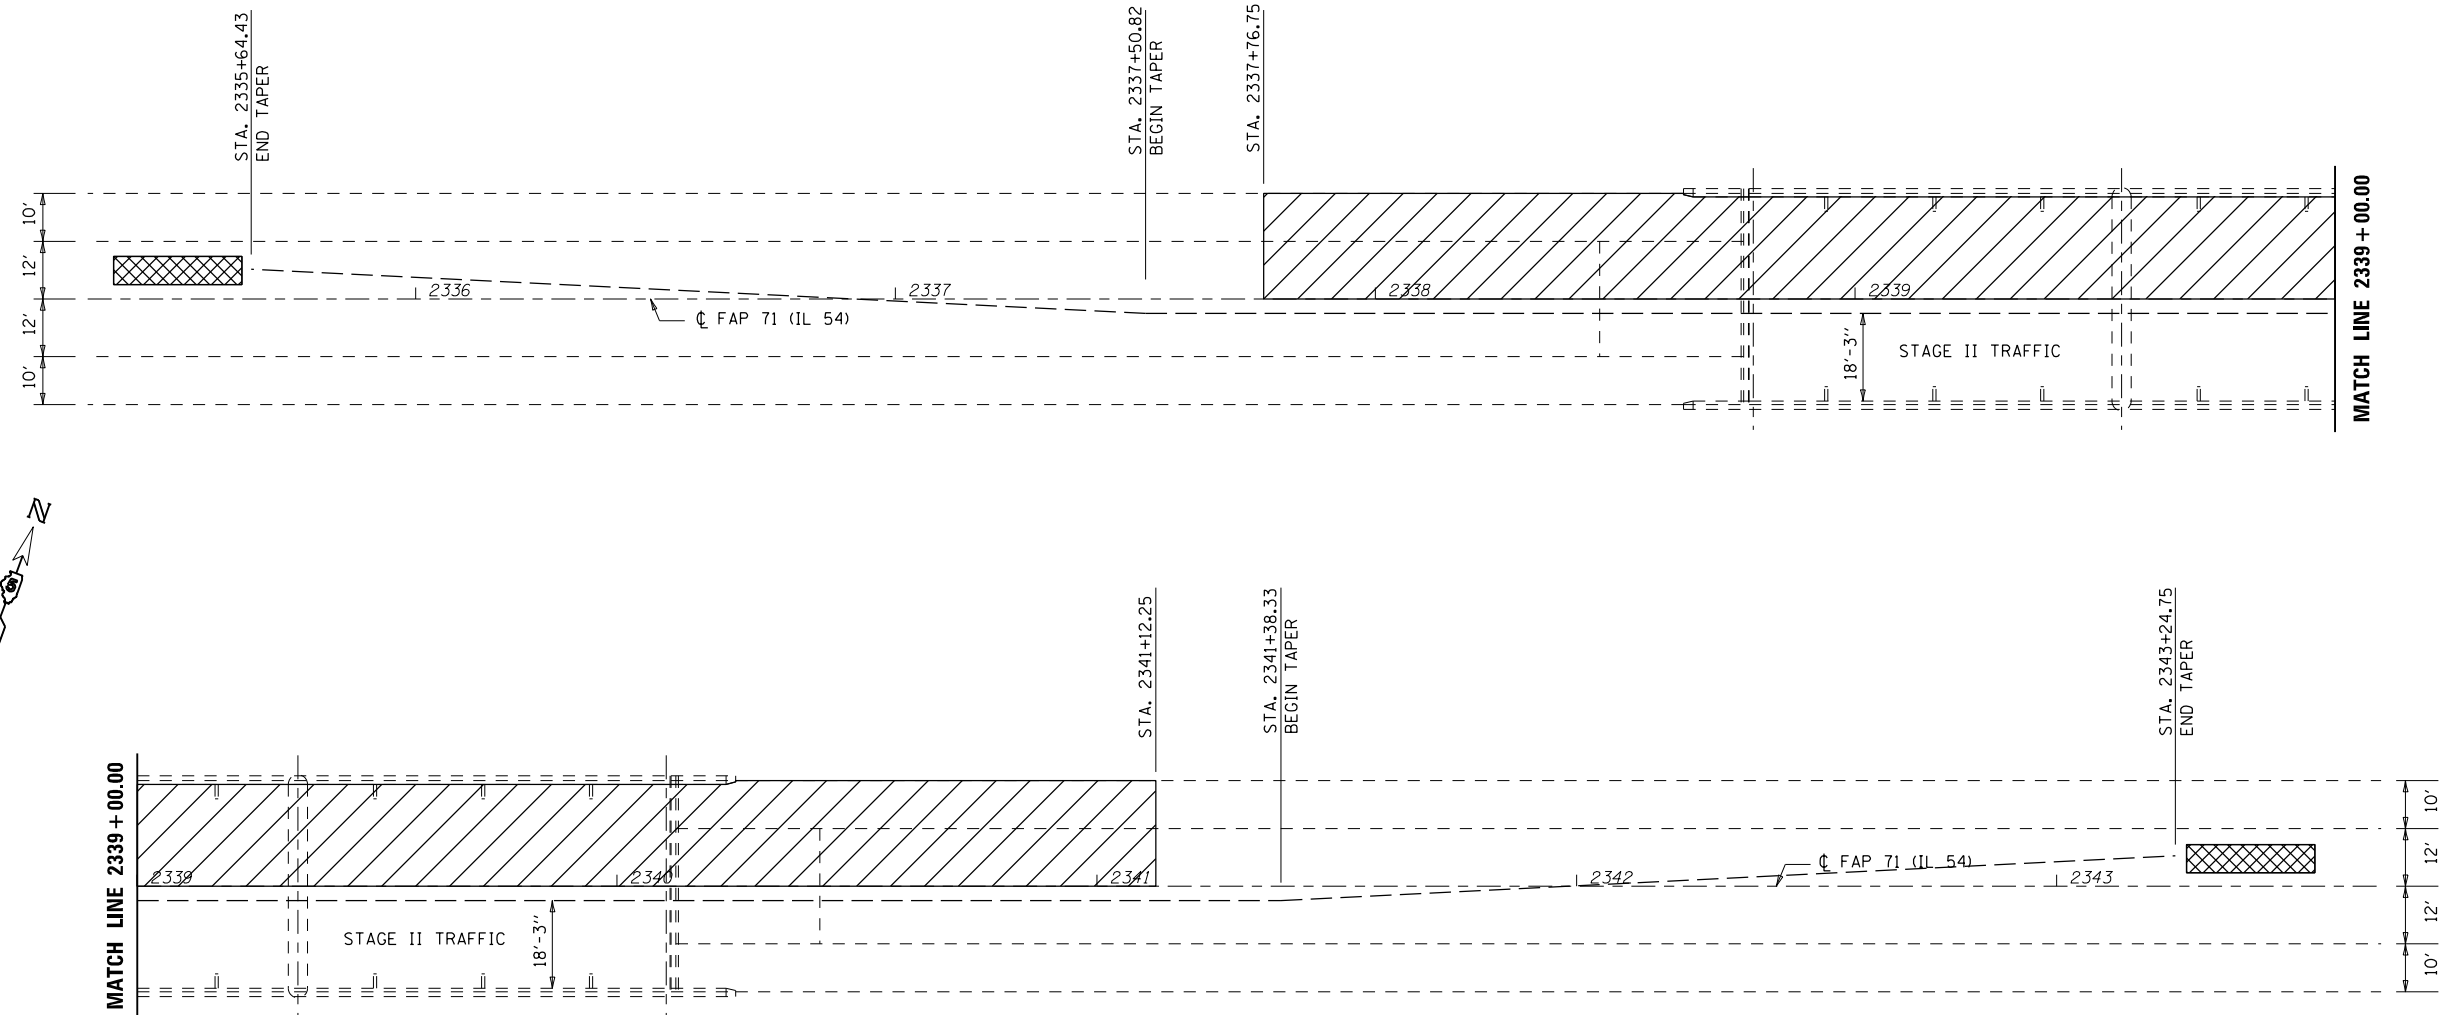 STA. 2335+64.43
END TAPER
STA. 2337+50.82
BEGIN TAPER
STA. 2337+76.75
10'
12'
12'
10'
2336
2337
2338
2339
℄ FAP 71 (IL 54)
18'-3"
STAGE II TRAFFIC
MATCH LINE 2339+00.00
N
5
STA. 2341+12.25
STA. 2341+38.33
BEGIN TAPER
STA. 2343+24.75
END TAPER
MATCH LINE 2339+00.00
2339
2340
2341
2342
2343
℄ FAP 71 (IL 54)
STAGE II TRAFFIC
18'-3"
10'
12'
12'
10'